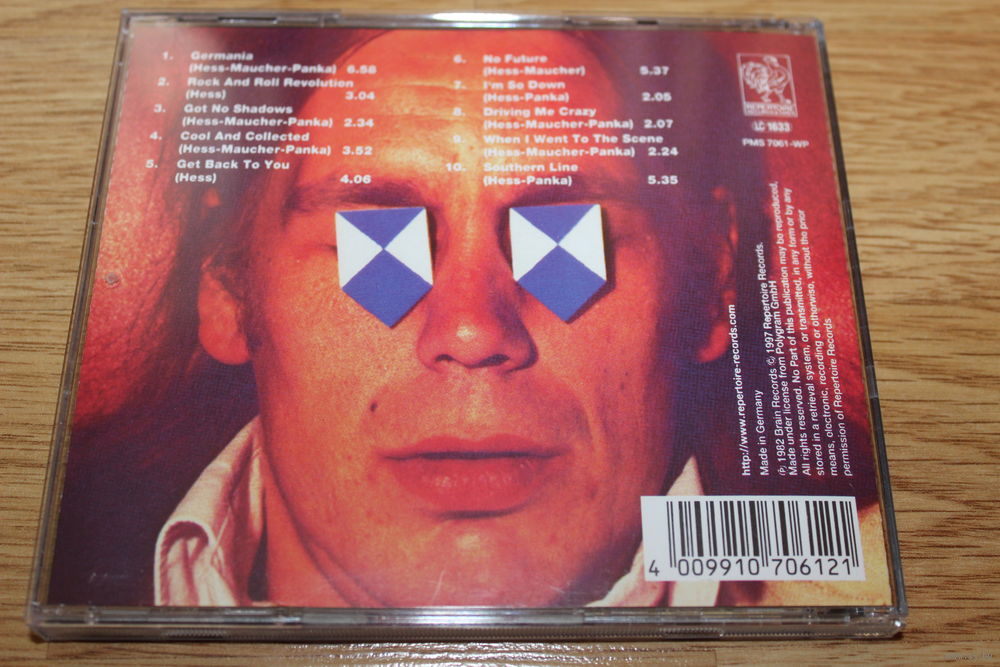 1. Germania
(Hess-Maucher-Panka) 6.58
2. Rock And Roll Revolution
(Hess) 3.04
3. Got No Shadows
(Hess-Maucher-Panka) 2.34
4. Cool And Collected
(Hess-Maucher-Panka) 3.52
5. Get Back To You
(Hess) 4.06
6. No Future
(Hess-Maucher) 5.37
7. I'm So Down
(Hess-Panka) 2.05
8. Driving Me Crazy
(Hess-Maucher-Panka) 2.07
9. When I Went To The Scene
(Hess-Maucher-Panka) 2.24
10. Southern Line
(Hess-Panka) 5.35
REPERTOIRE
LC 1633
PMS 7061-WP
http://www.repertoire-records.com
Made in Germany
℗ 1982 Brain Records © 1997 Repertoire Records.
Made under license from Polygram GmbH
All rights reserved. No Part of this publication may be reproduced,
stored in a retrieval system, or transmitted, in any form or by any
means, electronic, recording or otherwise, without the prior
permission of Repertoire Records
4 009910 706121